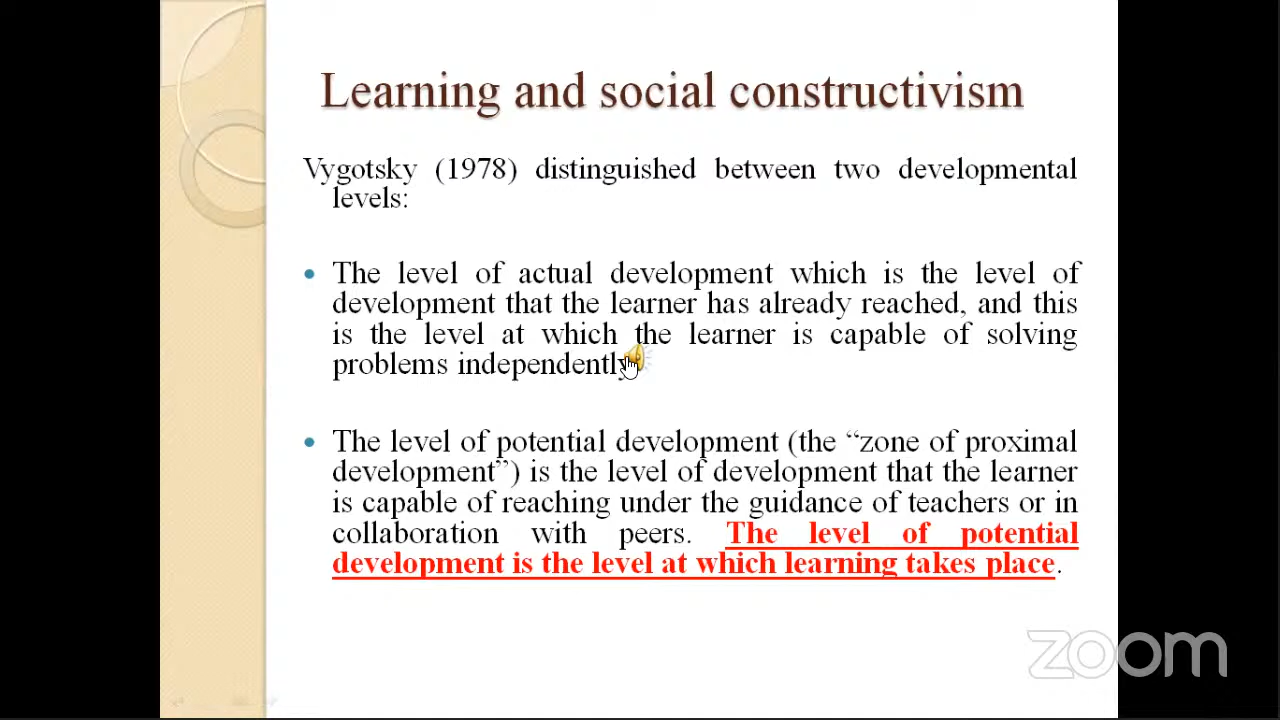 Learning and social constructivism
Vygotsky (1978) distinguished between two developmental
levels:
• The level of actual development which is the level of
development that the learner has already reached, and this
is the level at which the learner is capable of solving
problems independently
• The level of potential development (the “zone of proximal
development”) is the level of development that the learner
is capable of reaching under the guidance of teachers or in
collaboration with peers. The level of potential
development is the level at which learning takes place.
zoom